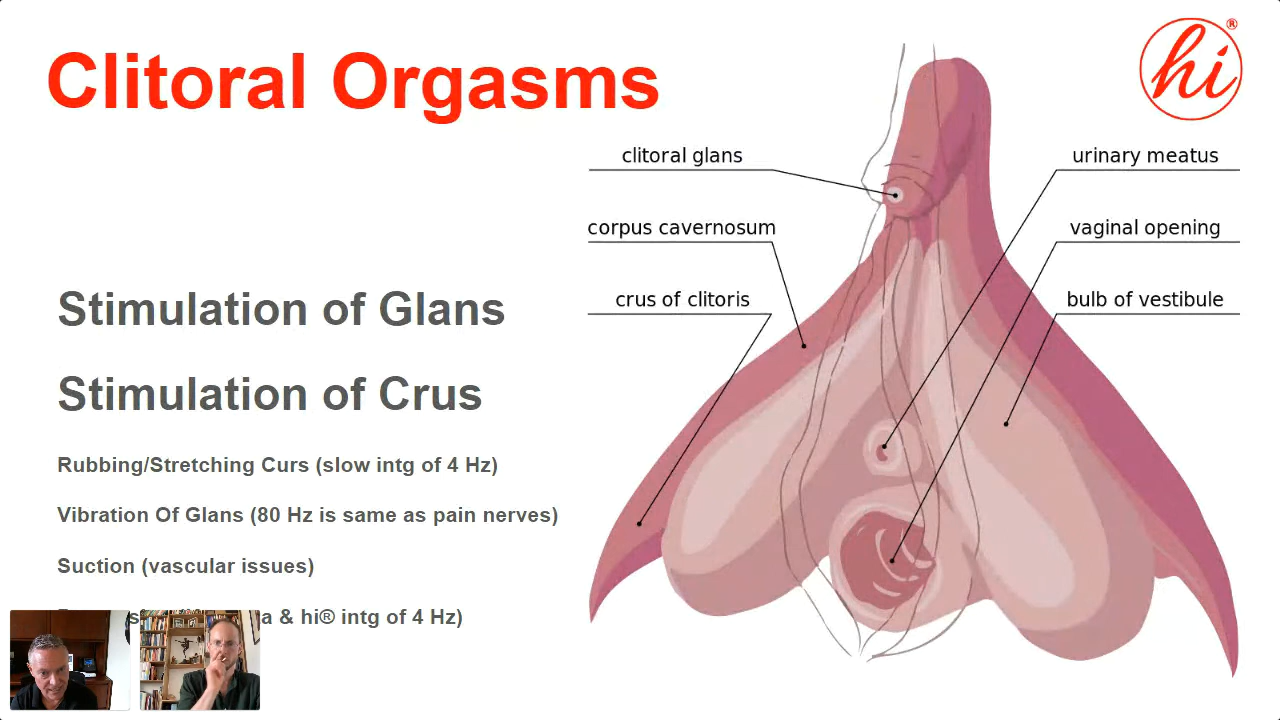 Clitoral Orgasms
hi®
clitoral glans
urinary meatus
corpus cavernosum
vaginal opening
crus of clitoris
bulb of vestibule
Stimulation of Glans
Stimulation of Crus
Rubbing/Stretching Curs (slow intg of 4 Hz)
Vibration Of Glans (80 Hz is same as pain nerves)
Suction (vascular issues)
& hi® intg of 4 Hz)